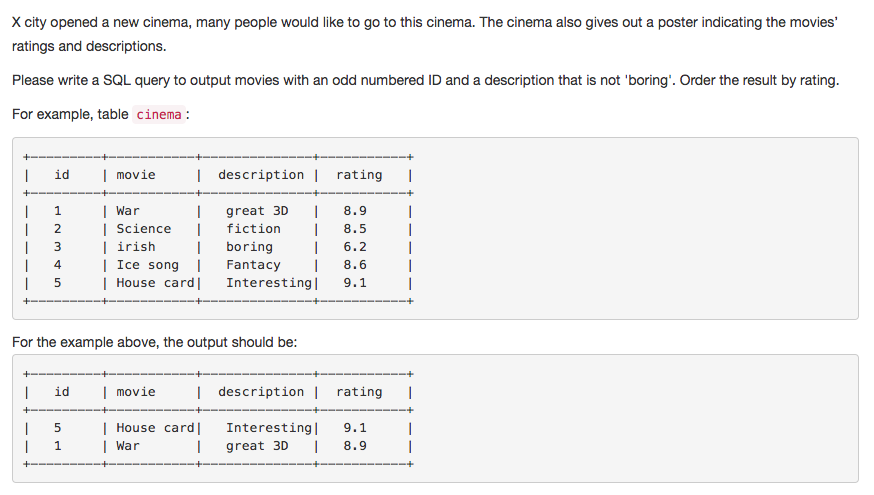 X city opened a new cinema, many people would like to go to this cinema. The cinema also gives out a poster indicating the movies’
ratings and descriptions.
Please write a SQL query to output movies with an odd numbered ID and a description that is not 'boring'. Order the result by rating.
For example, table cinema:
+---------+-----------+--------------+-----------+
|   id    | movie     |  description |  rating   |
+---------+-----------+--------------+-----------+
|   1     | War       |   great 3D   |   8.9     |
|   2     | Science   |   fiction    |   8.5     |
|   3     | irish     |   boring     |   6.2     |
|   4     | Ice song  |   Fantacy    |   8.6     |
|   5     | House card|   Interesting|   9.1     |
+---------+-----------+--------------+-----------+
For the example above, the output should be:
+---------+-----------+--------------+-----------+
|   id    | movie     |  description |  rating   |
+---------+-----------+--------------+-----------+
|   5     | House card|   Interesting|   9.1     |
|   1     | War       |   great 3D   |   8.9     |
+---------+-----------+--------------+-----------+